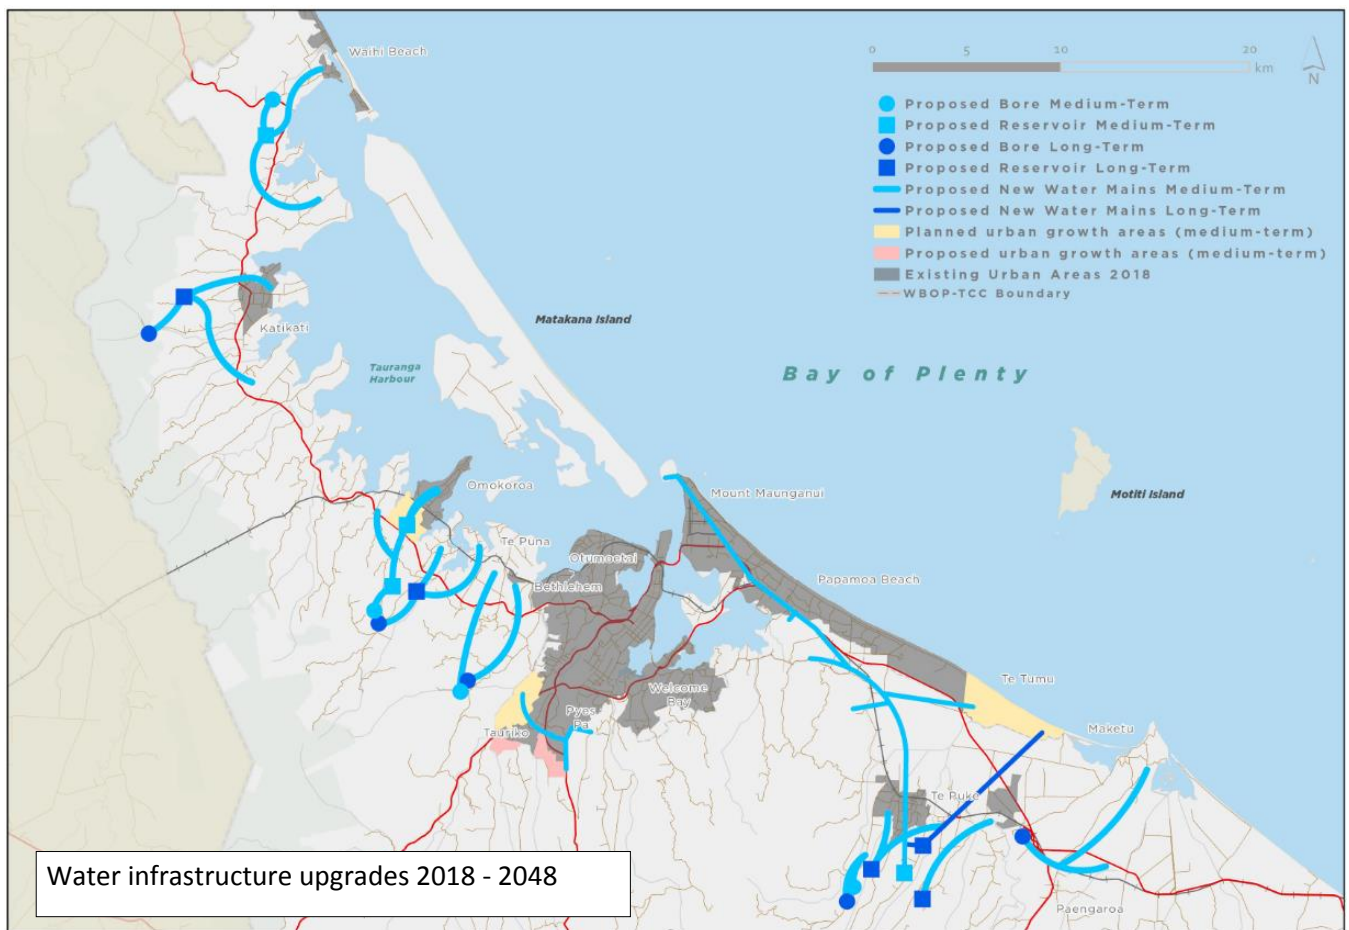 Waihi Beach
0 5 10 20
km
N
Proposed Bore Medium-Term
Proposed Reservoir Medium-Term
Proposed Bore Long-Term
Proposed Reservoir Long-Term
Proposed New Water Mains Medium-Term
Proposed New Water Mains Long-Term
Planned urban growth areas (medium-term)
Proposed urban growth areas (medium-term)
Existing Urban Areas 2018
WBOP-TCC Boundary
Katikati
Matakana Island
Tauranga
Harbour
Bay of Plenty
Omokoroa
Mount Maunganui
Motiti Island
Te Puna
Otumoetai
Bethlehem
Papamoa Beach
Te Tumu
Welcome
Bay
Pyes
Pa
Tauriko
Maketu
Te Puke
Paengaroa
Water infrastructure upgrades 2018 - 2048